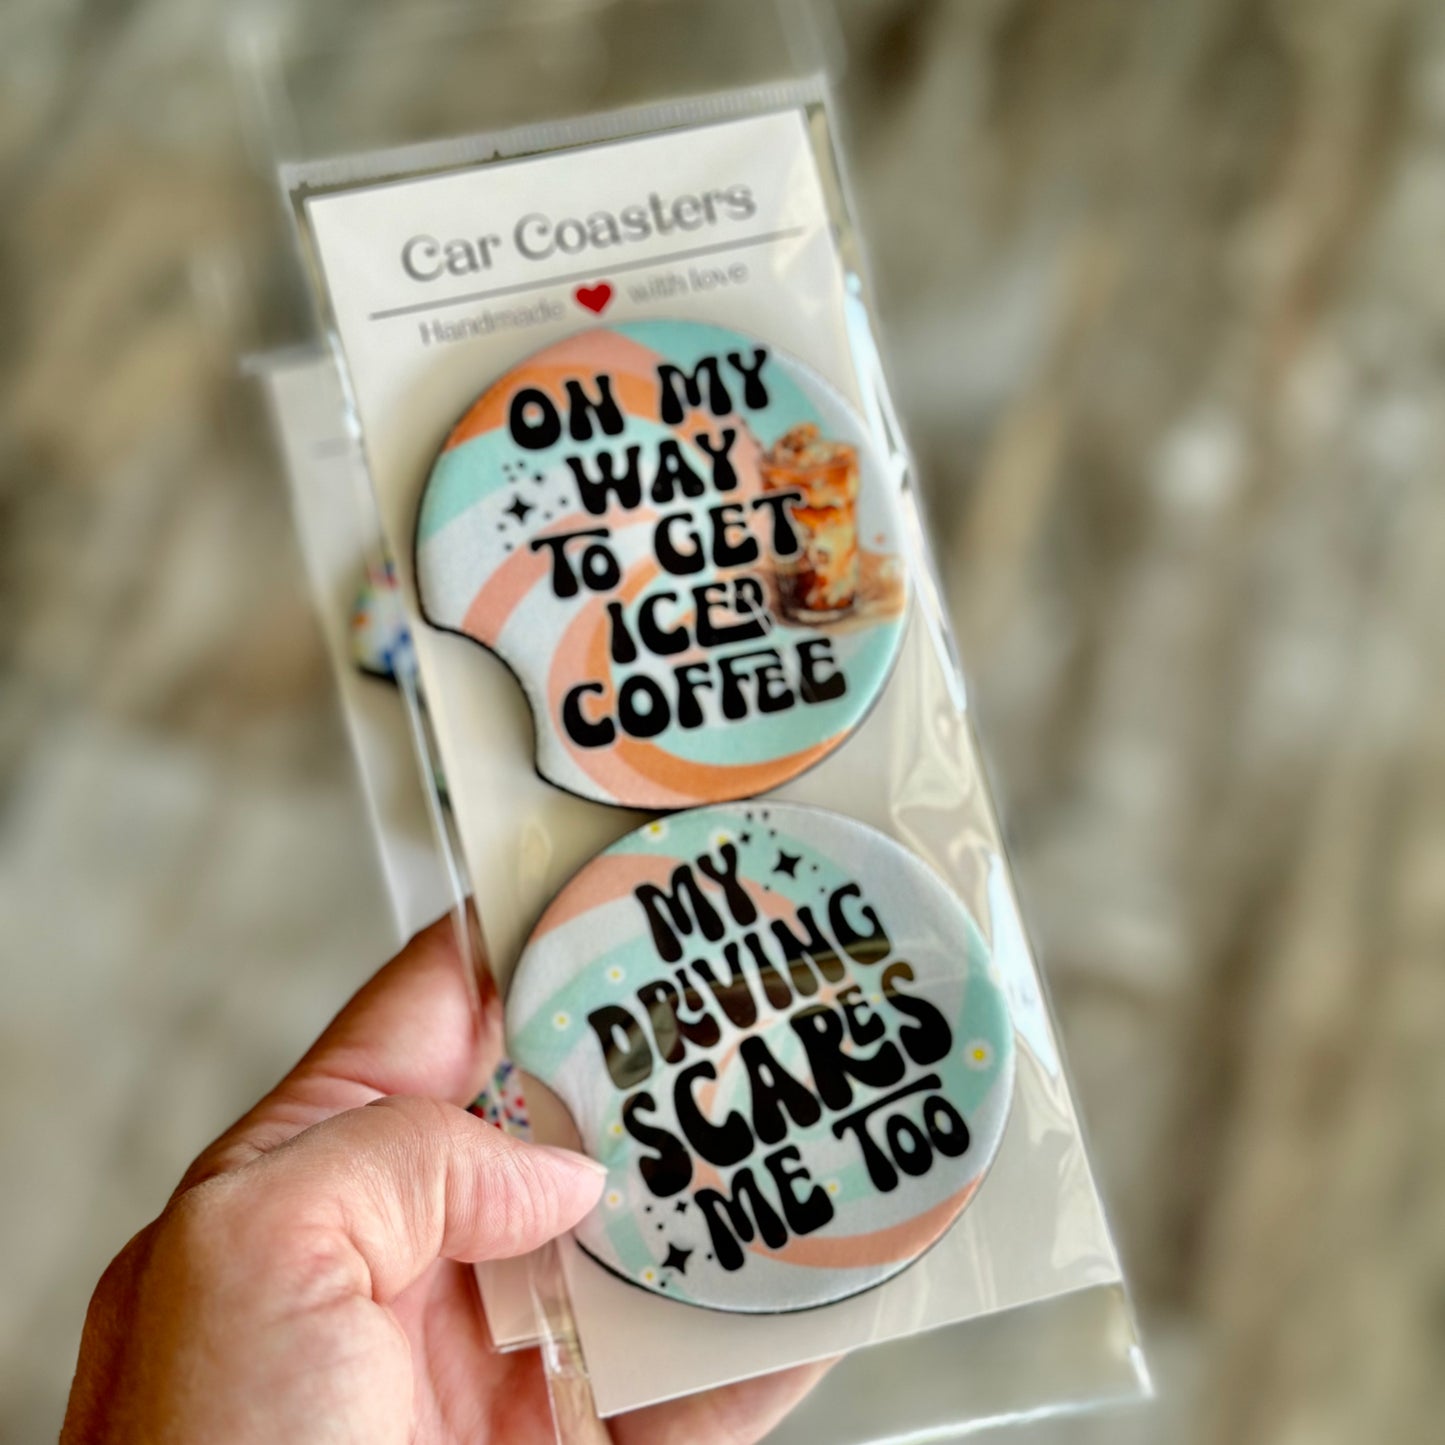 Car Coasters
Handmade ❤ with love
ON MY
WAY
TO GET
ICED
COFFEE
MY
DRIVING
SCARES
ME TOO